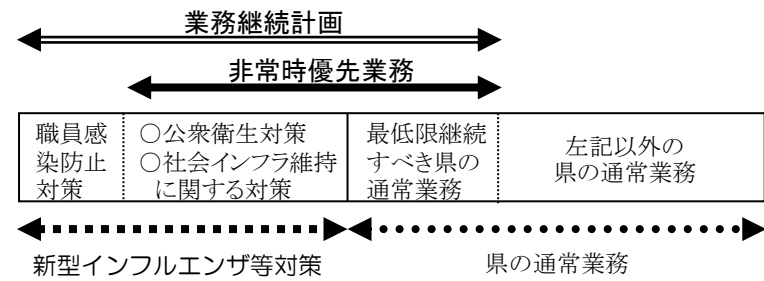 業務継続計画
非常時優先業務
職員感
染防止
対策
○公衆衛生対策
○社会インフラ維持
に関する対策
最低限継続
すべき県の
通常業務
左記以外の
県の通常業務
新型インフルエンザ等対策
県の通常業務